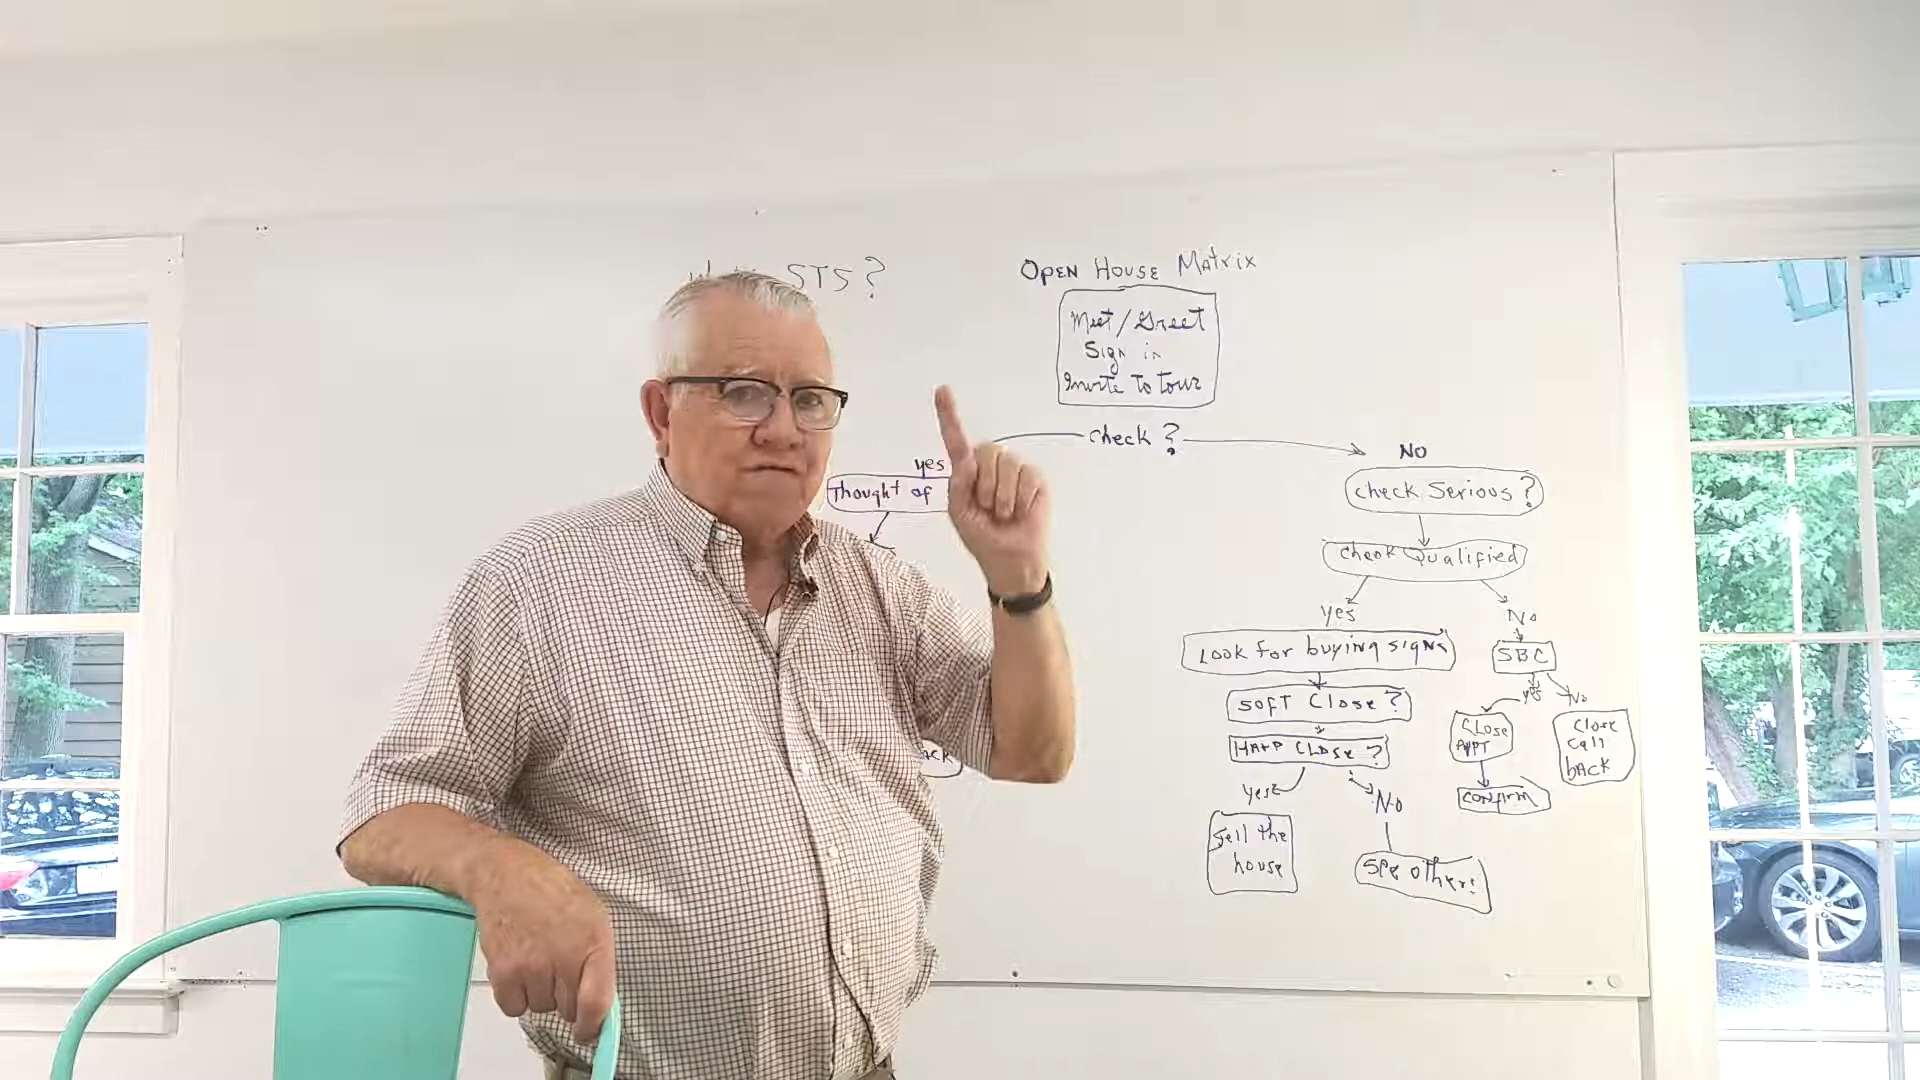 STS?
OPEN HOUSE MATRIX
Meet/Greet
Sign in
Invite To Tour
check?
yes
Thought of
NO
check Serious?
check Qualified
yes
No
Look for buying signs
SBC
yes
No
SOFT Close?
HARD CLOSE?
CLOSE
APPT
Close
Call
bACK
CONFIRM
yes
No
Sell the
house
See other!
ACK